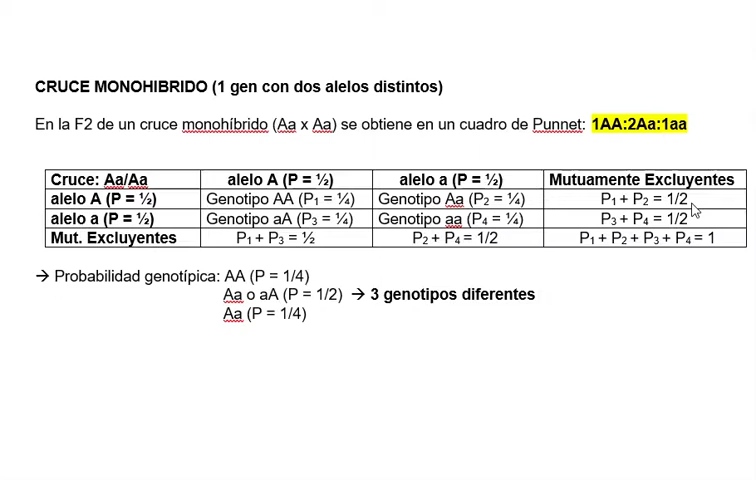 CRUCE MONOHIBRIDO (1 gen con dos alelos distintos)
En la F2 de un cruce monohíbrido (Aa x Aa) se obtiene en un cuadro de Punnet: 1AA:2Aa:1aa
Cruce: Aa/Aa alelo A (P = ½) alelo a (p = ½) Mutuamente Excluyentes
alelo A (P = ½) Genotipo AA (P₁ = ¼) Genotipo Aa (P₂ = ¼) P₁ + P₂ = 1/2
alelo a (p = ½) Genotipo aA (P₃ = ¼) Genotipo aa (P₄ = ¼) P₃ + P₄ = 1/2
Mut. Excluyentes P₁ + P₃ = ½ P₂ + P₄ = 1/2 P₁ + P₂ + P₃ + P₄ = 1
→ Probabilidad genotípica: AA (P = 1/4)
Aa o aA (P = 1/2) → 3 genotipos diferentes
Aa (P = 1/4)